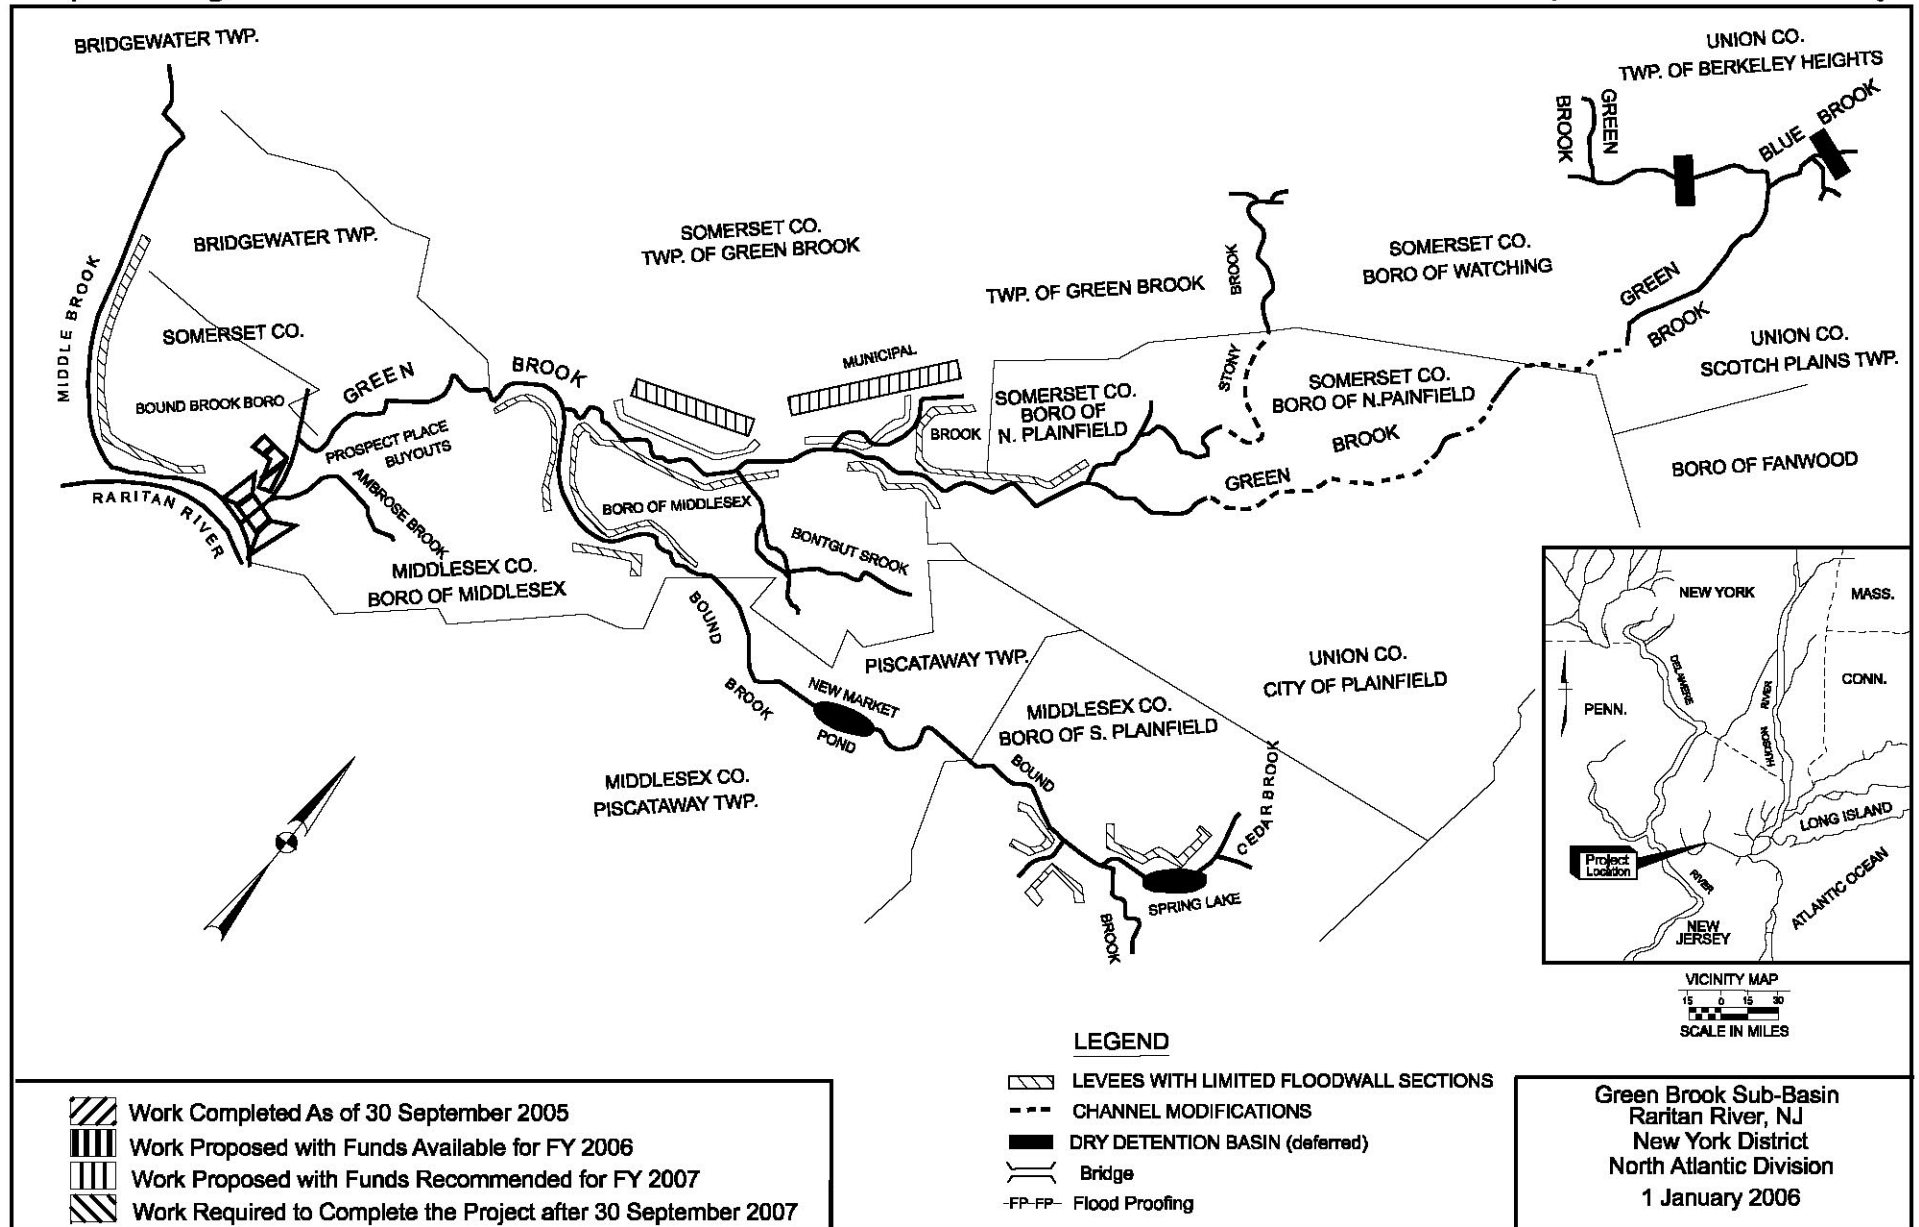 BRIDGEWATER TWP.
UNION CO.
TWP. OF BERKELEY HEIGHTS
GREEN
BROOK
BLUE BROOK
MIDDLE BROOK
BRIDGEWATER TWP.
SOMERSET CO.
TWP. OF GREEN BROOK
TWP. OF GREEN BROOK
STONY BROOK
SOMERSET CO.
BORO OF WATCHING
GREEN
BROOK
UNION CO.
SCOTCH PLAINS TWP.
SOMERSET CO.
BOUND BROOK BORO
GREEN BROOK
MUNICIPAL
BROOK
SOMERSET CO.
BORO OF
N. PLAINFIELD
SOMERSET CO.
BORO OF N.PAINFIELD
GREEN BROOK
BORO OF FANWOOD
PROSPECT PLACE
BUYOUTS
AMBROSE BROOK
RARITAN RIVER
BORO OF MIDDLESEX
BONTGUT SROOK
MIDDLESEX CO.
BORO OF MIDDLESEX
BOUND
BROOK
PISCATAWAY TWP.
NEW MARKET
POND
UNION CO.
CITY OF PLAINFIELD
MIDDLESEX CO.
BORO OF S. PLAINFIELD
MIDDLESEX CO.
PISCATAWAY TWP.
BOUND
BROOK
CEDAR BROOK
SPRING LAKE
NEW YORK
MASS.
CONN.
PENN.
DELAWERE
RIVER
HUDSON
RIVER
LONG ISLAND
ATLANTIC OCEAN
Project
Location
NEW
JERSEY
VICINITY MAP
15 0 15 30
SCALE IN MILES
LEGEND
LEVEES WITH LIMITED FLOODWALL SECTIONS
CHANNEL MODIFICATIONS
DRY DETENTION BASIN (deferred)
Bridge
-FP-FP- Flood Proofing
Work Completed As of 30 September 2005
Work Proposed with Funds Available for FY 2006
Work Proposed with Funds Recommended for FY 2007
Work Required to Complete the Project after 30 September 2007
Green Brook Sub-Basin
Raritan River, NJ
New York District
North Atlantic Division
1 January 2006